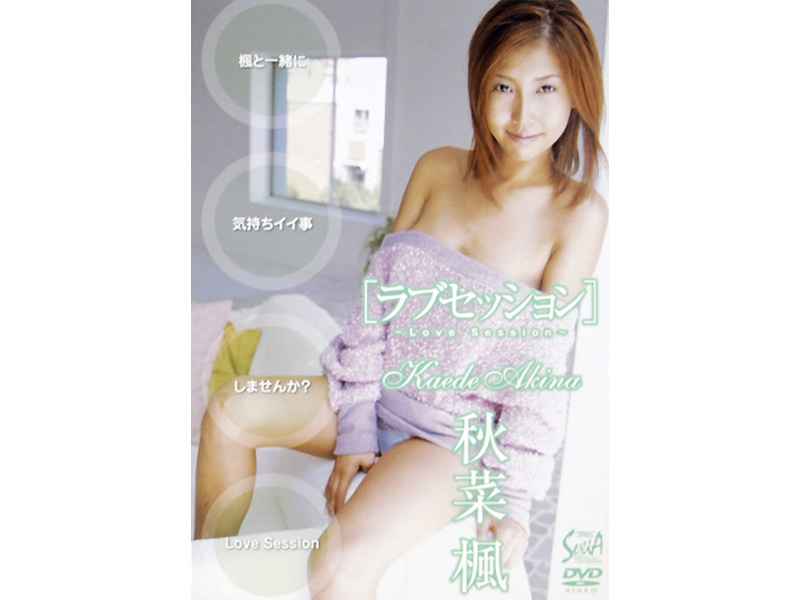 楓と一緒に
気持ちイイ事
しませんか?
Love Session
[ラブセッション]
~Love Session~
Kaede Akina
秋菜 楓
DVD
VIDEO